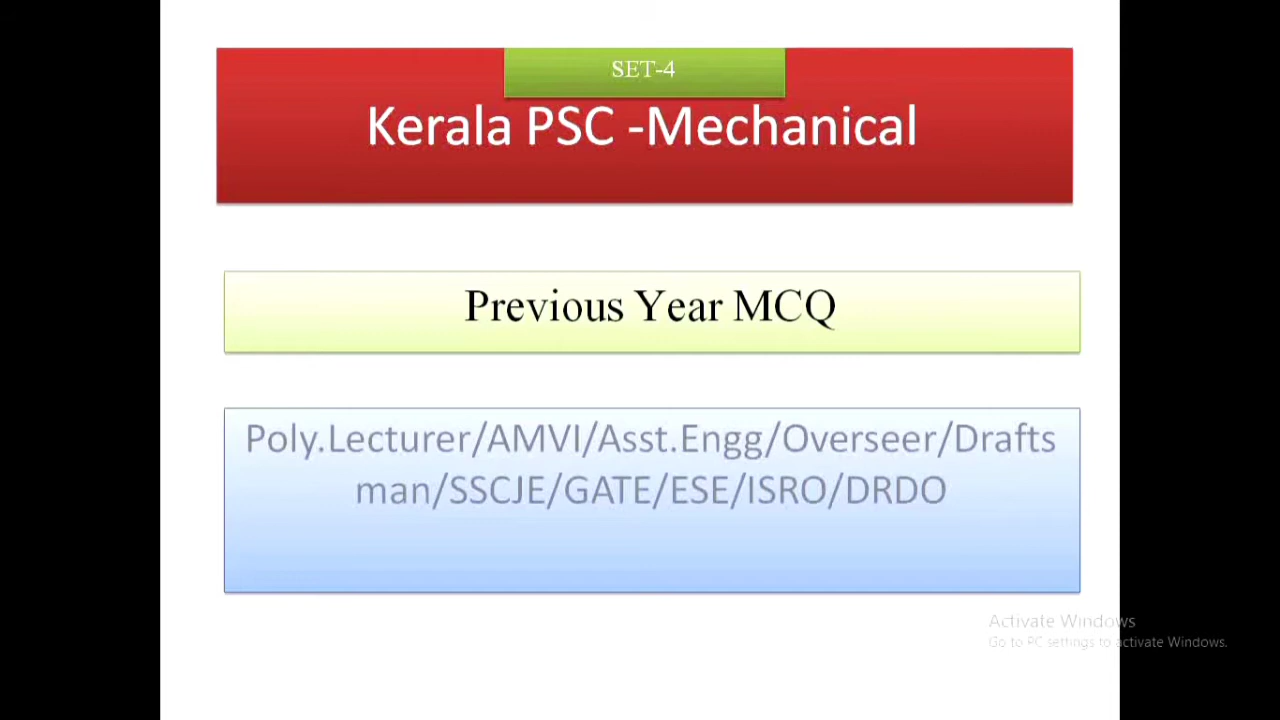 SET-4
Kerala PSC -Mechanical
Previous Year MCQ
Poly.Lecturer/AMVI/Asst.Engg/Overseer/Drafts
man/SSCJE/GATE/ESE/ISRO/DRDO
Activate Windows
Go to PC settings to activate Windows.